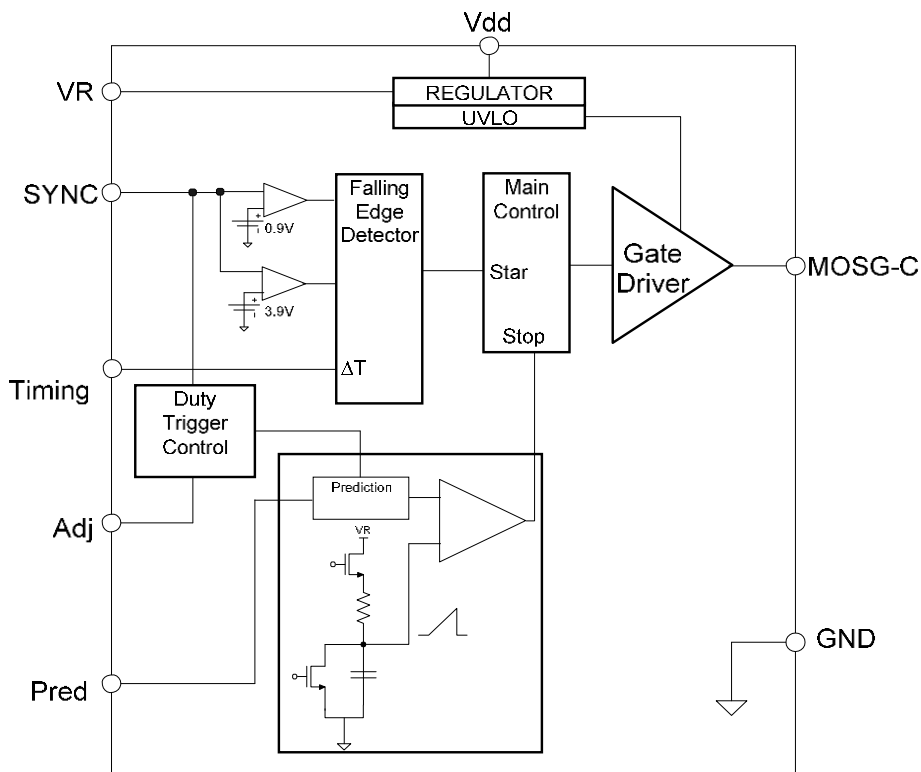 Vdd
VR
REGULATOR
UVLO
SYNC
+
0.9V
+
3.9V
Falling
Edge
Detector
ΔT
Main
Control
Star
Stop
Gate
Driver
MOSG-C
Timing
Duty
Trigger
Control
Adj
Prediction
VR
Pred
GND